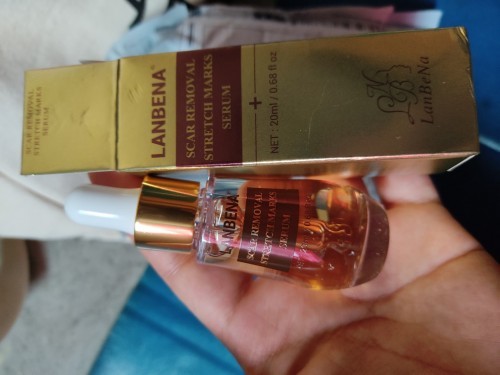 SCAR REMOVAL
STRETCH MARKS
SERUM
LANBENA®
SCAR REMOVAL
STRETCH MARKS
SERUM
NET : 20ml / 0.68 fl oz
LanBeNa
LANBENA
SCAR REMOVAL
STRETCH MARKS
SERUM